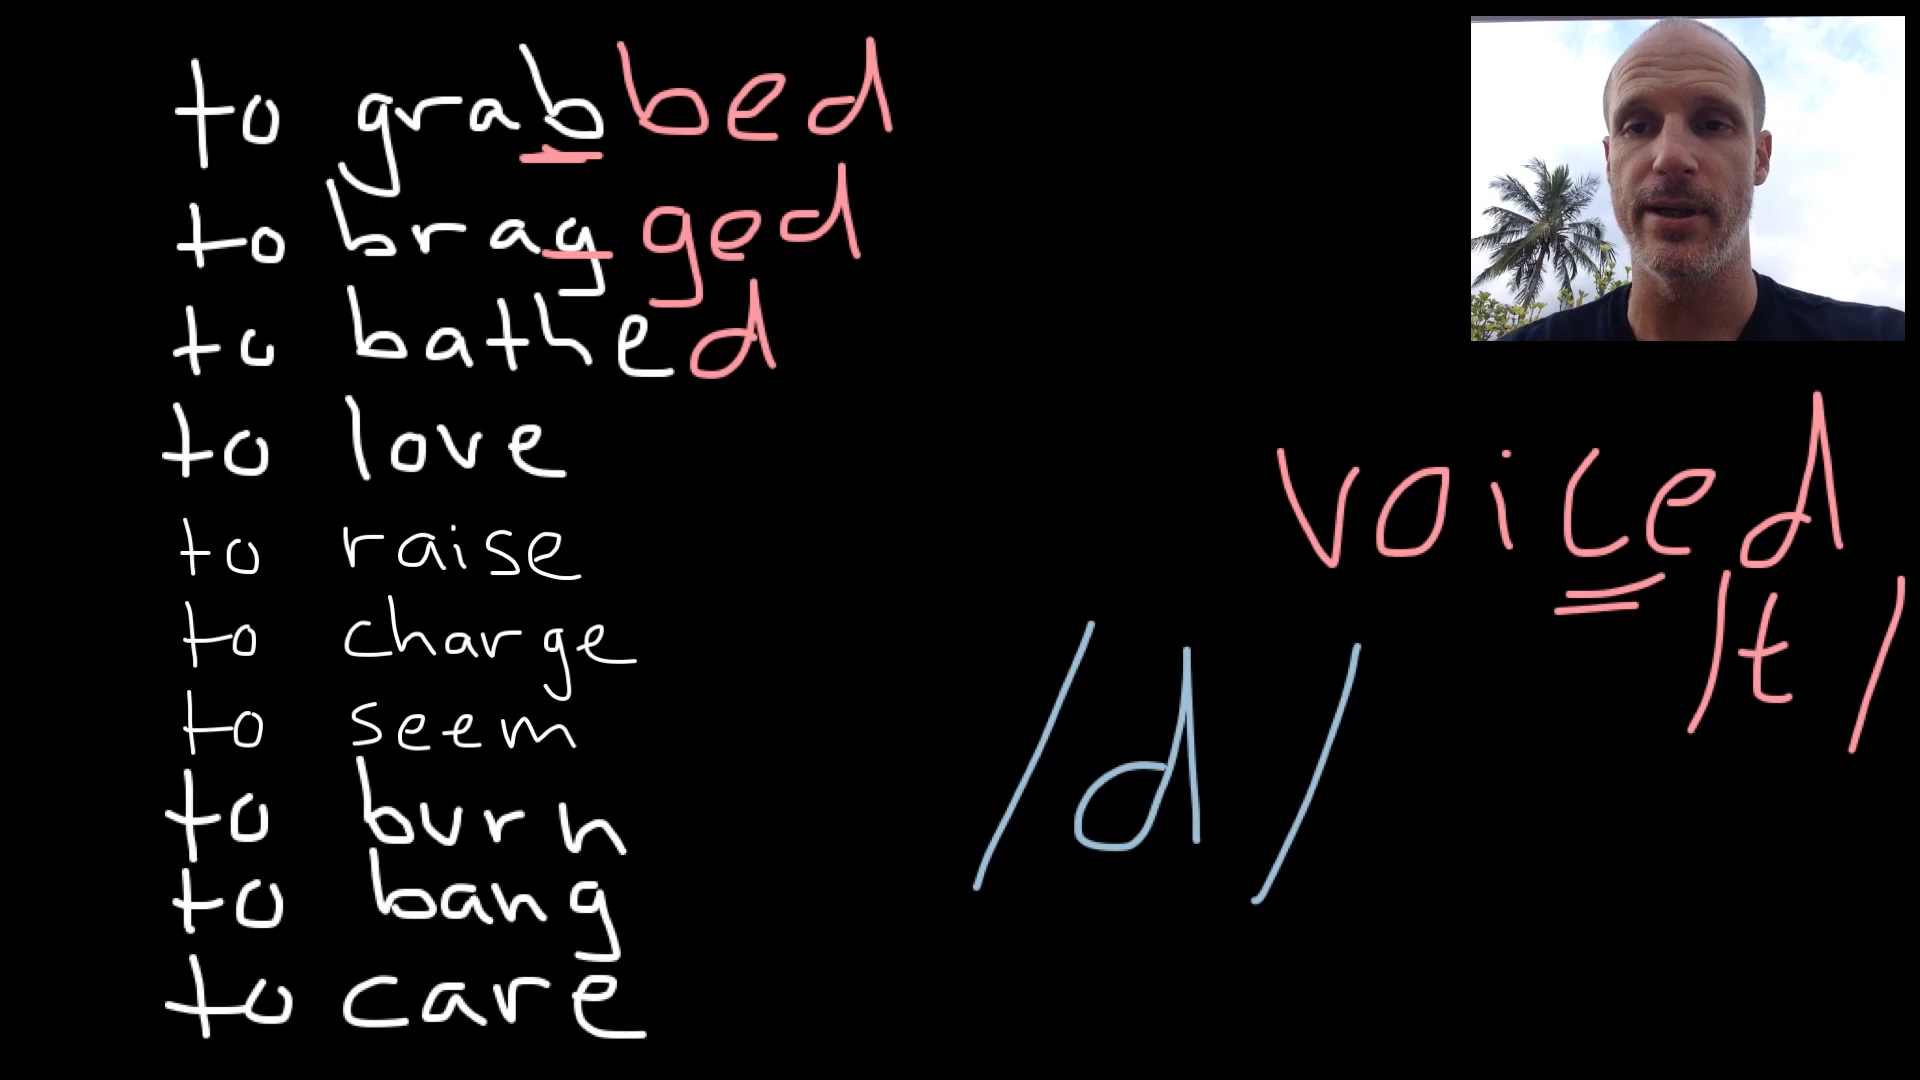 to grabbed
to bragged
to bathed
to love
to raise
to charge
to seem
to burn
to bang
to care
voiced
/t/
/d/